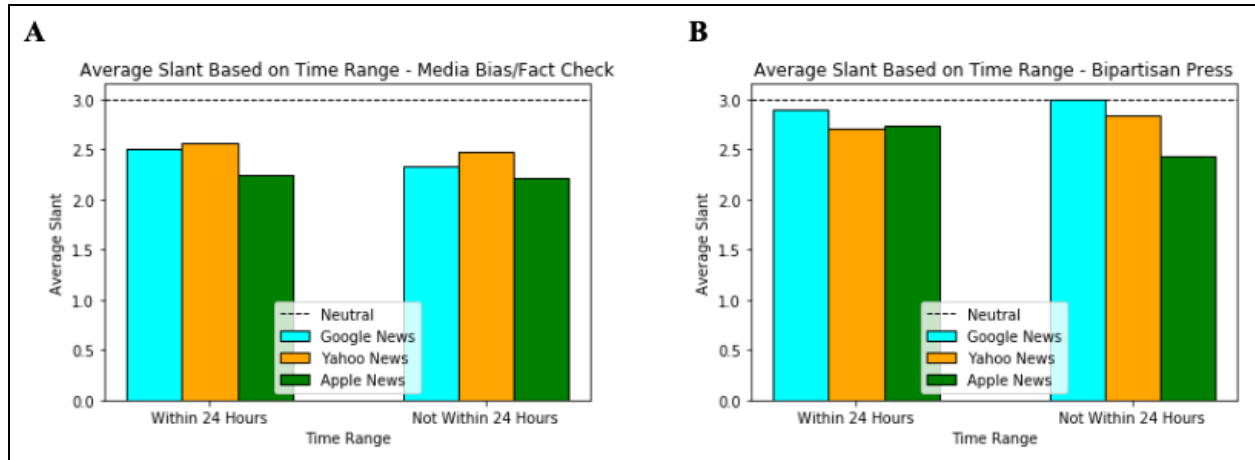 A
Average Slant Based on Time Range - Media Bias/Fact Check
3.0
2.5
2.0
1.5
1.0
0.5
0.0
Average Slant
Neutral
Google News
Yahoo News
Apple News
Within 24 Hours
Not Within 24 Hours
Time Range
B
Average Slant Based on Time Range - Bipartisan Press
3.0
2.5
2.0
1.5
1.0
0.5
0.0
Average Slant
Neutral
Google News
Yahoo News
Apple News
Within 24 Hours
Not Within 24 Hours
Time Range